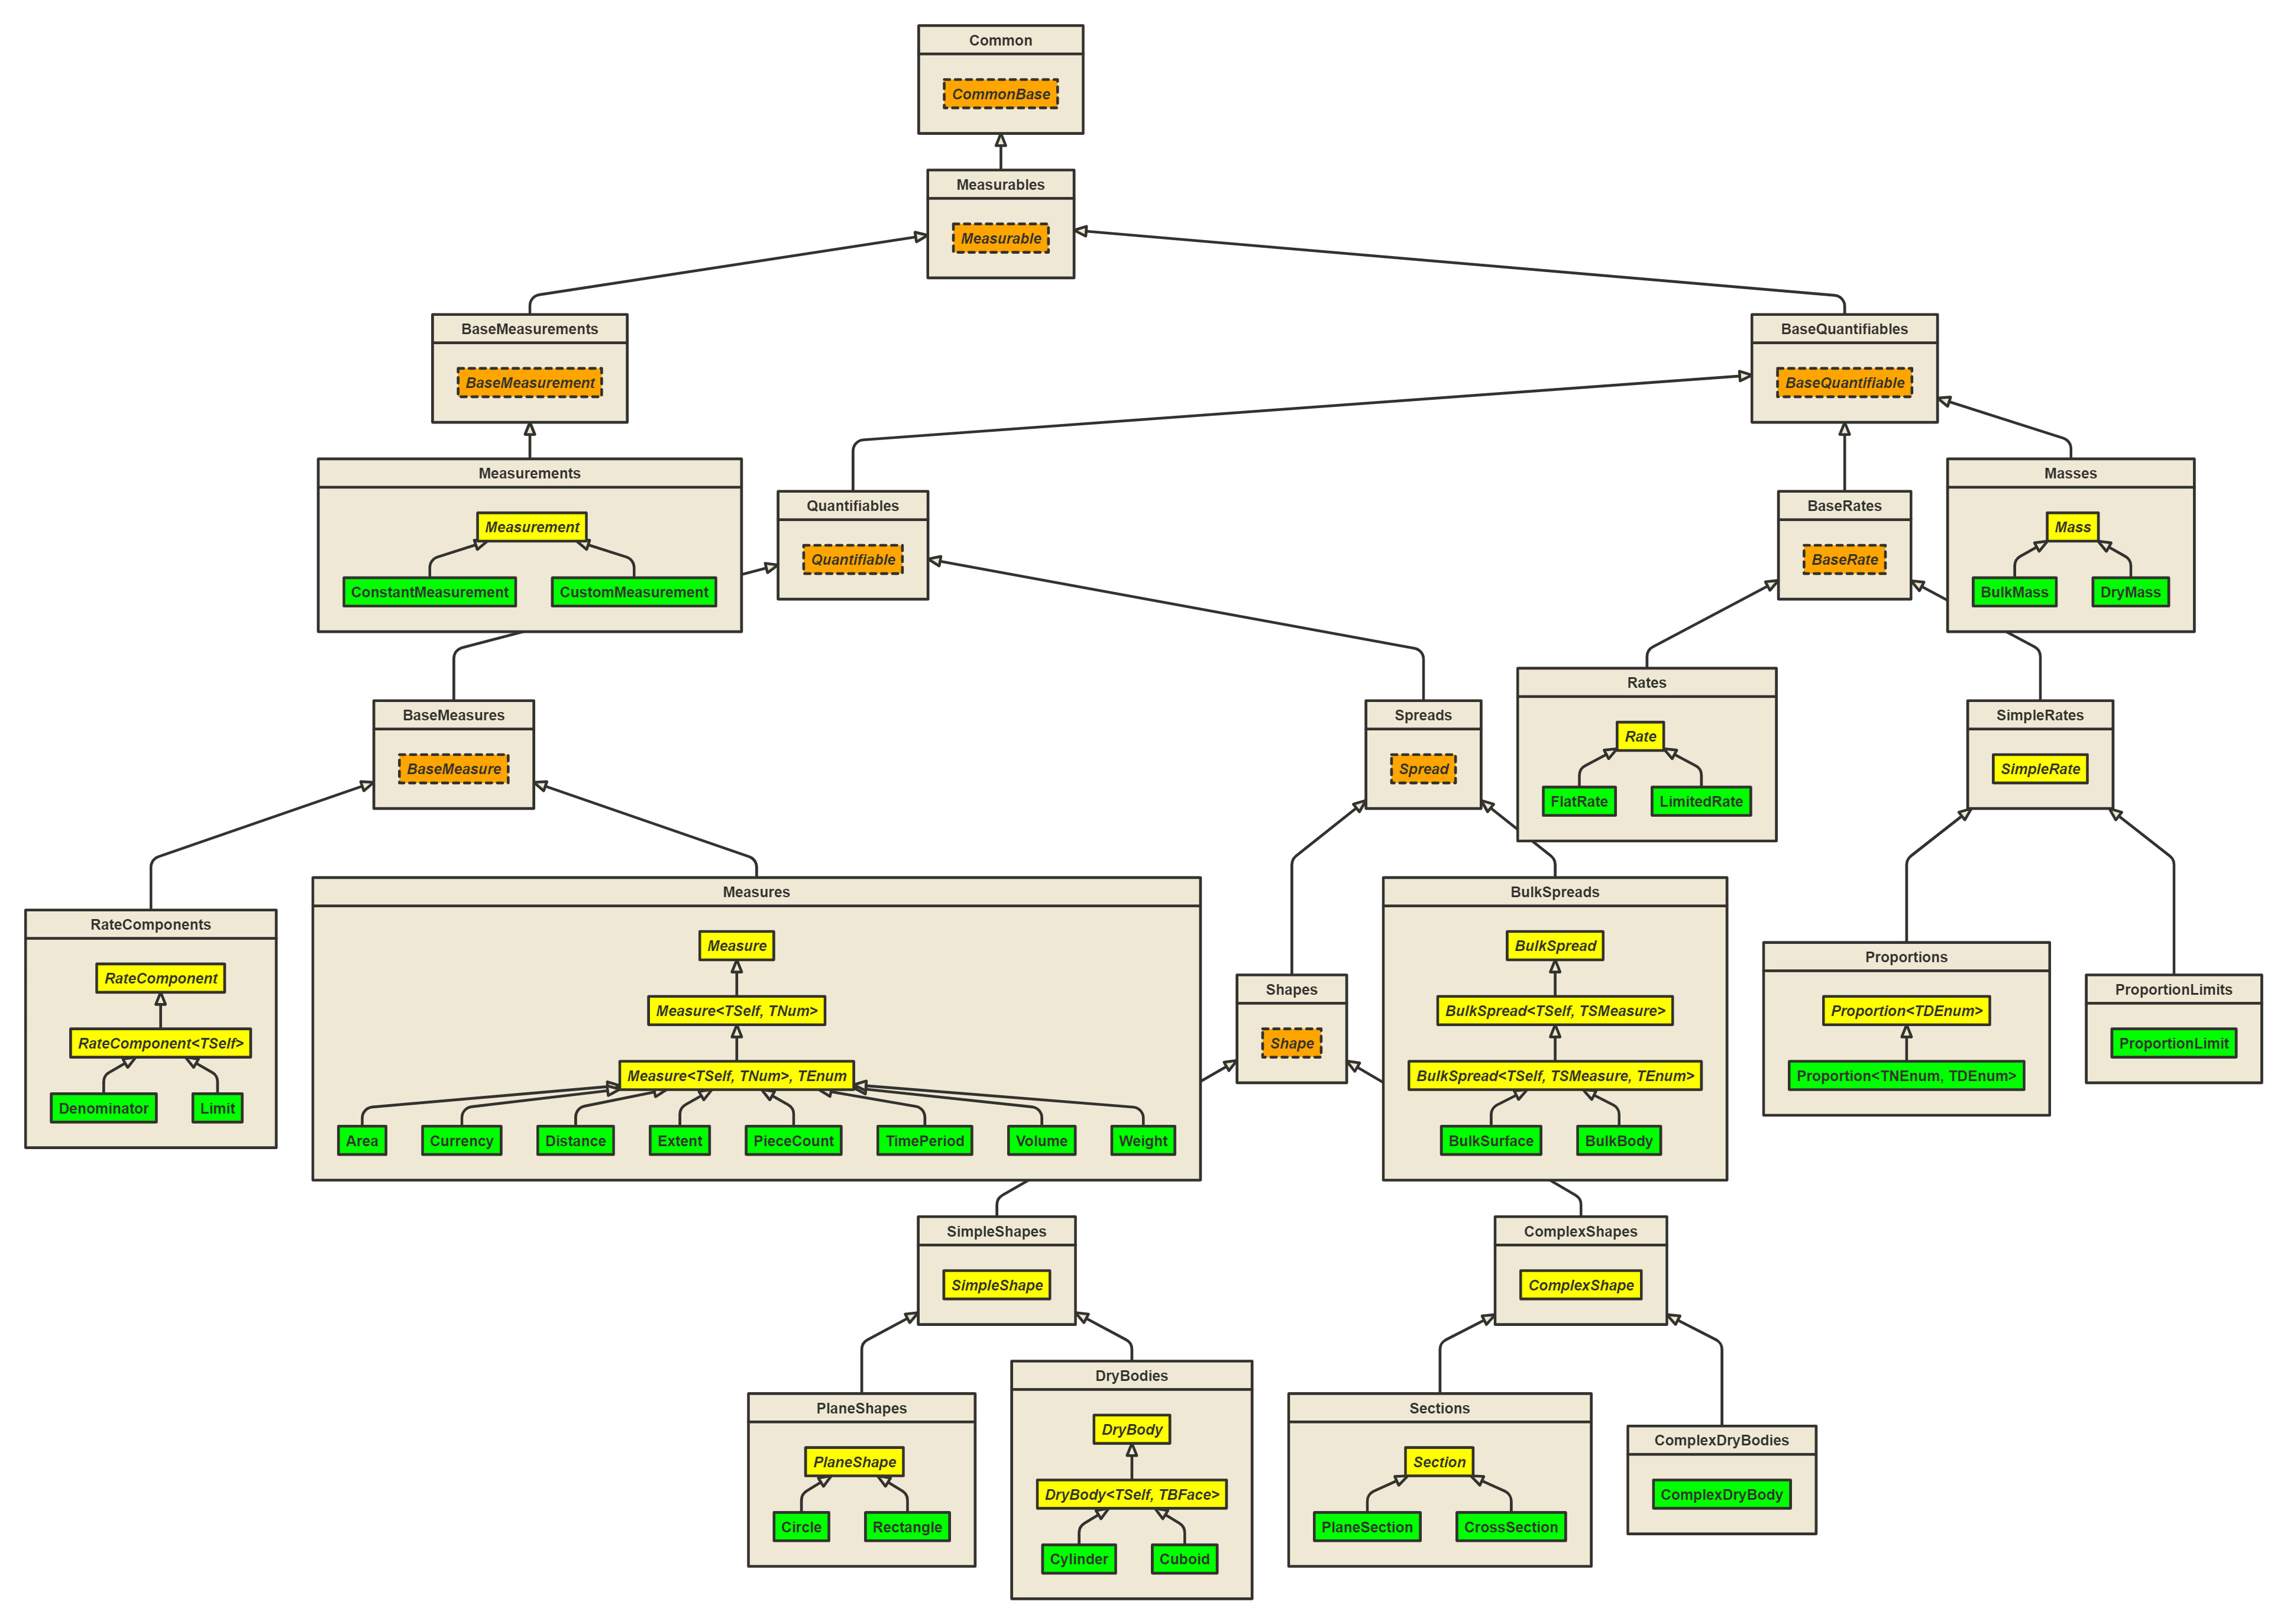 Common
CommonBase
Measurables
Measurable
BaseMeasurements
BaseMeasurement
BaseQuantifiables
BaseQuantifiable
Measurements
Measurement
ConstantMeasurement
CustomMeasurement
Quantifiables
Quantifiable
BaseRates
BaseRate
Masses
Mass
BulkMass
DryMass
BaseMeasures
BaseMeasure
Spreads
Spread
Rates
Rate
FlatRate
LimitedRate
SimpleRates
SimpleRate
RateComponents
RateComponent
RateComponent<TSelf>
Denominator
Limit
Measures
Measure
Measure<TSelf, TNum>
Measure<TSelf, TNum>, TEnum
Area
Currency
Distance
Extent
PieceCount
TimePeriod
Volume
Weight
Shapes
Shape
BulkSpreads
BulkSpread
BulkSpread<TSelf, TSMeasure>
BulkSpread<TSelf, TSMeasure, TEnum>
BulkSurface
BulkBody
Proportions
Proportion<TDEnum>
Proportion<TNEnum, TDEnum>
ProportionLimits
ProportionLimit
SimpleShapes
SimpleShape
ComplexShapes
ComplexShape
PlaneShapes
PlaneShape
Circle
Rectangle
DryBodies
DryBody
DryBody<TSelf, TBFace>
Cylinder
Cuboid
Sections
Section
PlaneSection
CrossSection
ComplexDryBodies
ComplexDryBody